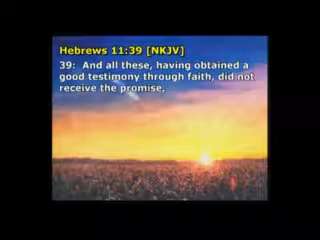 Hebrews 11:39 [NKJV]
39:  And all these, having obtained a
good testimony through faith, did not
receive the promise,